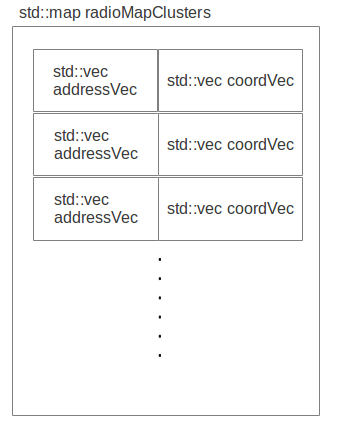 std::map radioMapClusters
std::vec
addressVec
std::vec coordVec
std::vec
addressVec
std::vec coordVec
std::vec
addressVec
std::vec coordVec
.
.
.
.
.
.